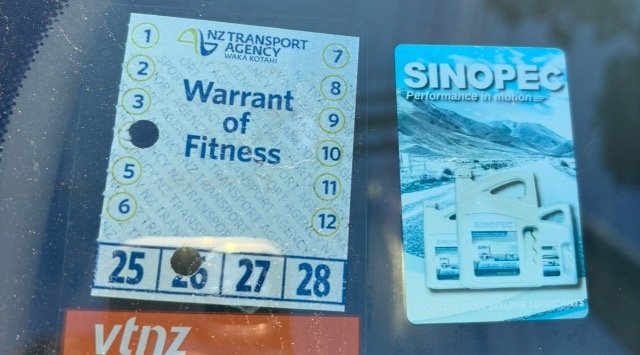 NZ TRANSPORT
AGENCY
WAKA KOTAHI
1
2
3
5
6
7
8
9
10
11
12
Warrant
of
Fitness
25 26 27 28
vtnz
SINOPEC
Performance in motion
SINOPEC